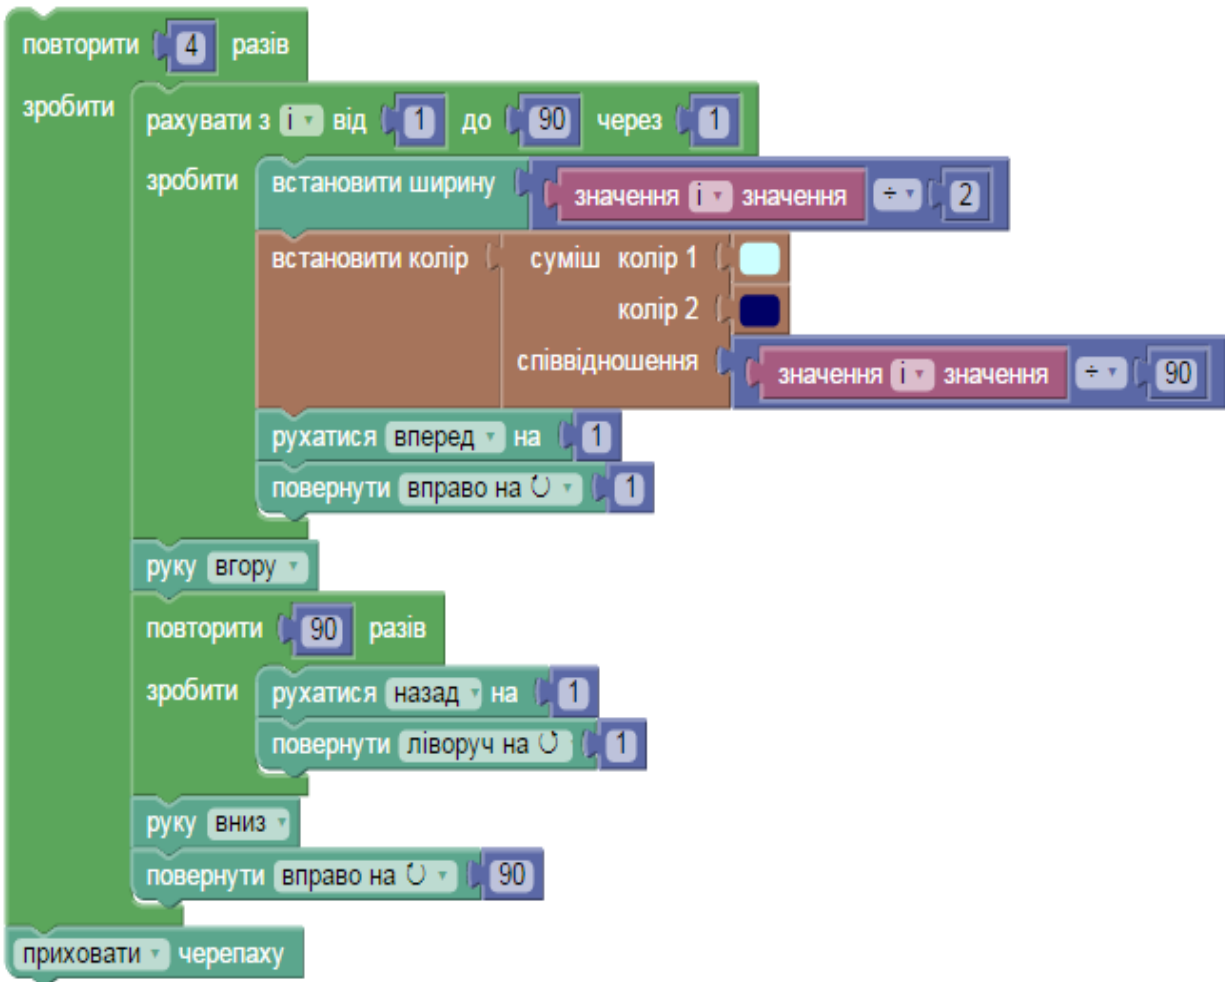 повторити 4 разів
зробити рахувати з i від 1 до 90 через 1
зробити встановити ширину значення i значення ÷ 2
встановити колір суміш колір 1
колір 2
співвідношення значення i значення ÷ 90
рухатися вперед на 1
повернути вправо на ↻ 1
руку вгору
повторити 90 разів
зробити рухатися назад на 1
повернути ліворуч на ↺ 1
руку вниз
повернути вправо на ↻ 90
приховати черепаху